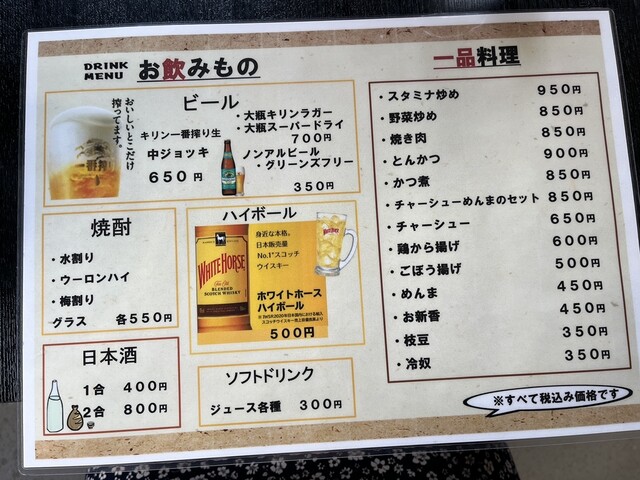 DRINK MENU お飲みもの
ビール
おいしいとこだけ
搾ってます。
キリン一番搾り生
中ジョッキ
650円
・大瓶キリンラガー
・大瓶スーパードライ
700円
ノンアルビール
・グリーンズフリー
350円
焼酎
・水割り
・ウーロンハイ
・梅割り
グラス 各550円
ハイボール
WHITE HORSE
BLENDED
SCOTCH WHISKY
身近な本格。
日本販売量
No.1*スコッチ
ウイスキー
ホワイトホース
ハイボール
500円
日本酒
1合 400円
2合 800円
ソフトドリンク
ジュース各種 300円
一品料理
・スタミナ炒め 950円
・野菜炒め 850円
・焼き肉 850円
・とんかつ 900円
・かつ煮 850円
・チャーシューめんまのセット 850円
・チャーシュー 650円
・鶏から揚げ 600円
・ごぼう揚げ 500円
・めんま 450円
・お新香 450円
・枝豆 350円
・冷奴 350円
※すべて税込み価格です